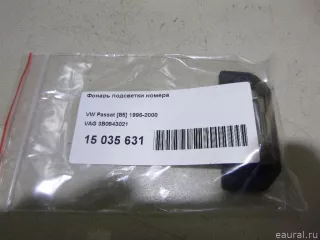 Фонарь подсветки номера
VW Passat [B5] 1996-2000
VAG 3B0943021
15 035 631
eaural.ru